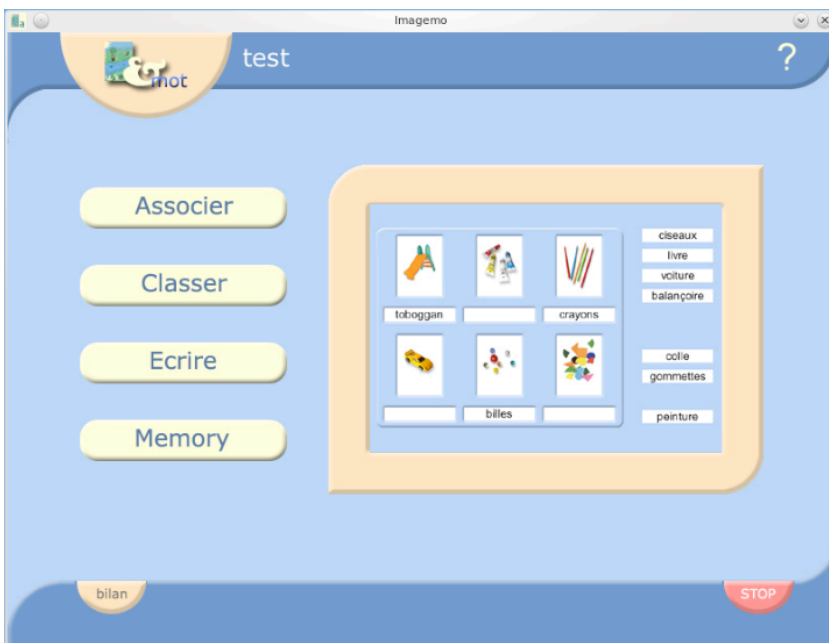 Imagemo
a
&mot
test
?
Associer
Classer
Ecrire
Memory
toboggan
crayons
billes
ciseaux
livre
voiture
balançoire
colle
gommettes
peinture
bilan
STOP